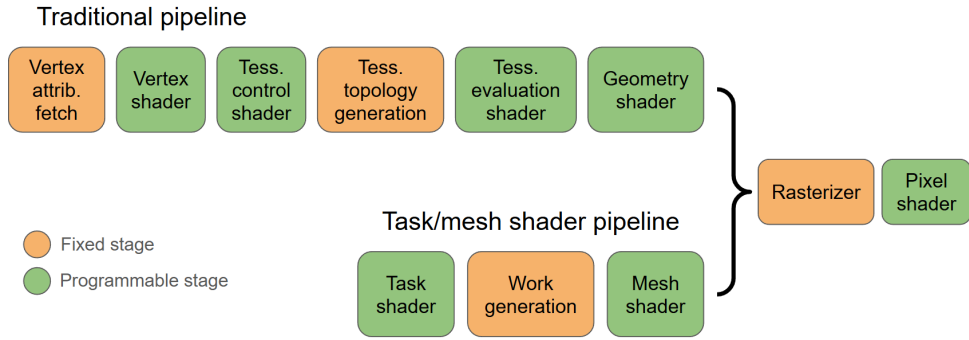 Traditional pipeline
Vertex
attrib.
fetch
Vertex
shader
Tess.
control
shader
Tess.
topology
generation
Tess.
evaluation
shader
Geometry
shader
Rasterizer
Pixel
shader
Task/mesh shader pipeline
Task
shader
Work
generation
Mesh
shader
Fixed stage
Programmable stage